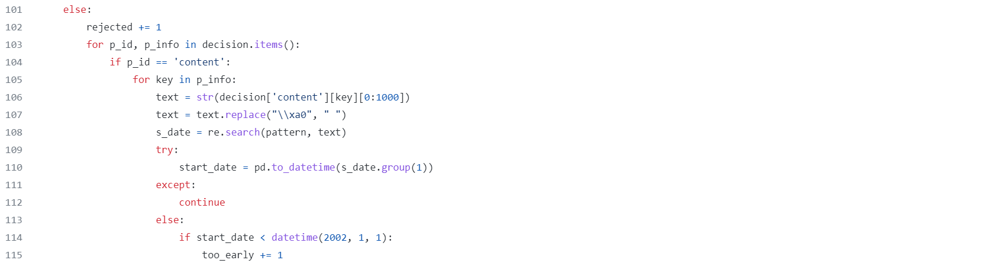 101 else:
102 rejected += 1
103 for p_id, p_info in decision.items():
104 if p_id == 'content':
105 for key in p_info:
106 text = str(decision['content'][key][0:1000])
107 text = text.replace("\\xa0", " ")
108 s_date = re.search(pattern, text)
109 try:
110 start_date = pd.to_datetime(s_date.group(1))
111 except:
112 continue
113 else:
114 if start_date < datetime(2002, 1, 1):
115 too_early += 1